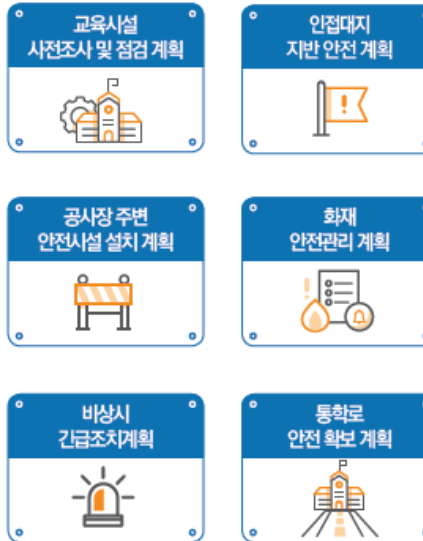 교육시설
사전조사 및 점검 계획
인접대지
지반 안전 계획
공사장 주변
안전시설 설치 계획
화재
안전관리 계획
비상시
긴급조치계획
통학로
안전 확보 계획